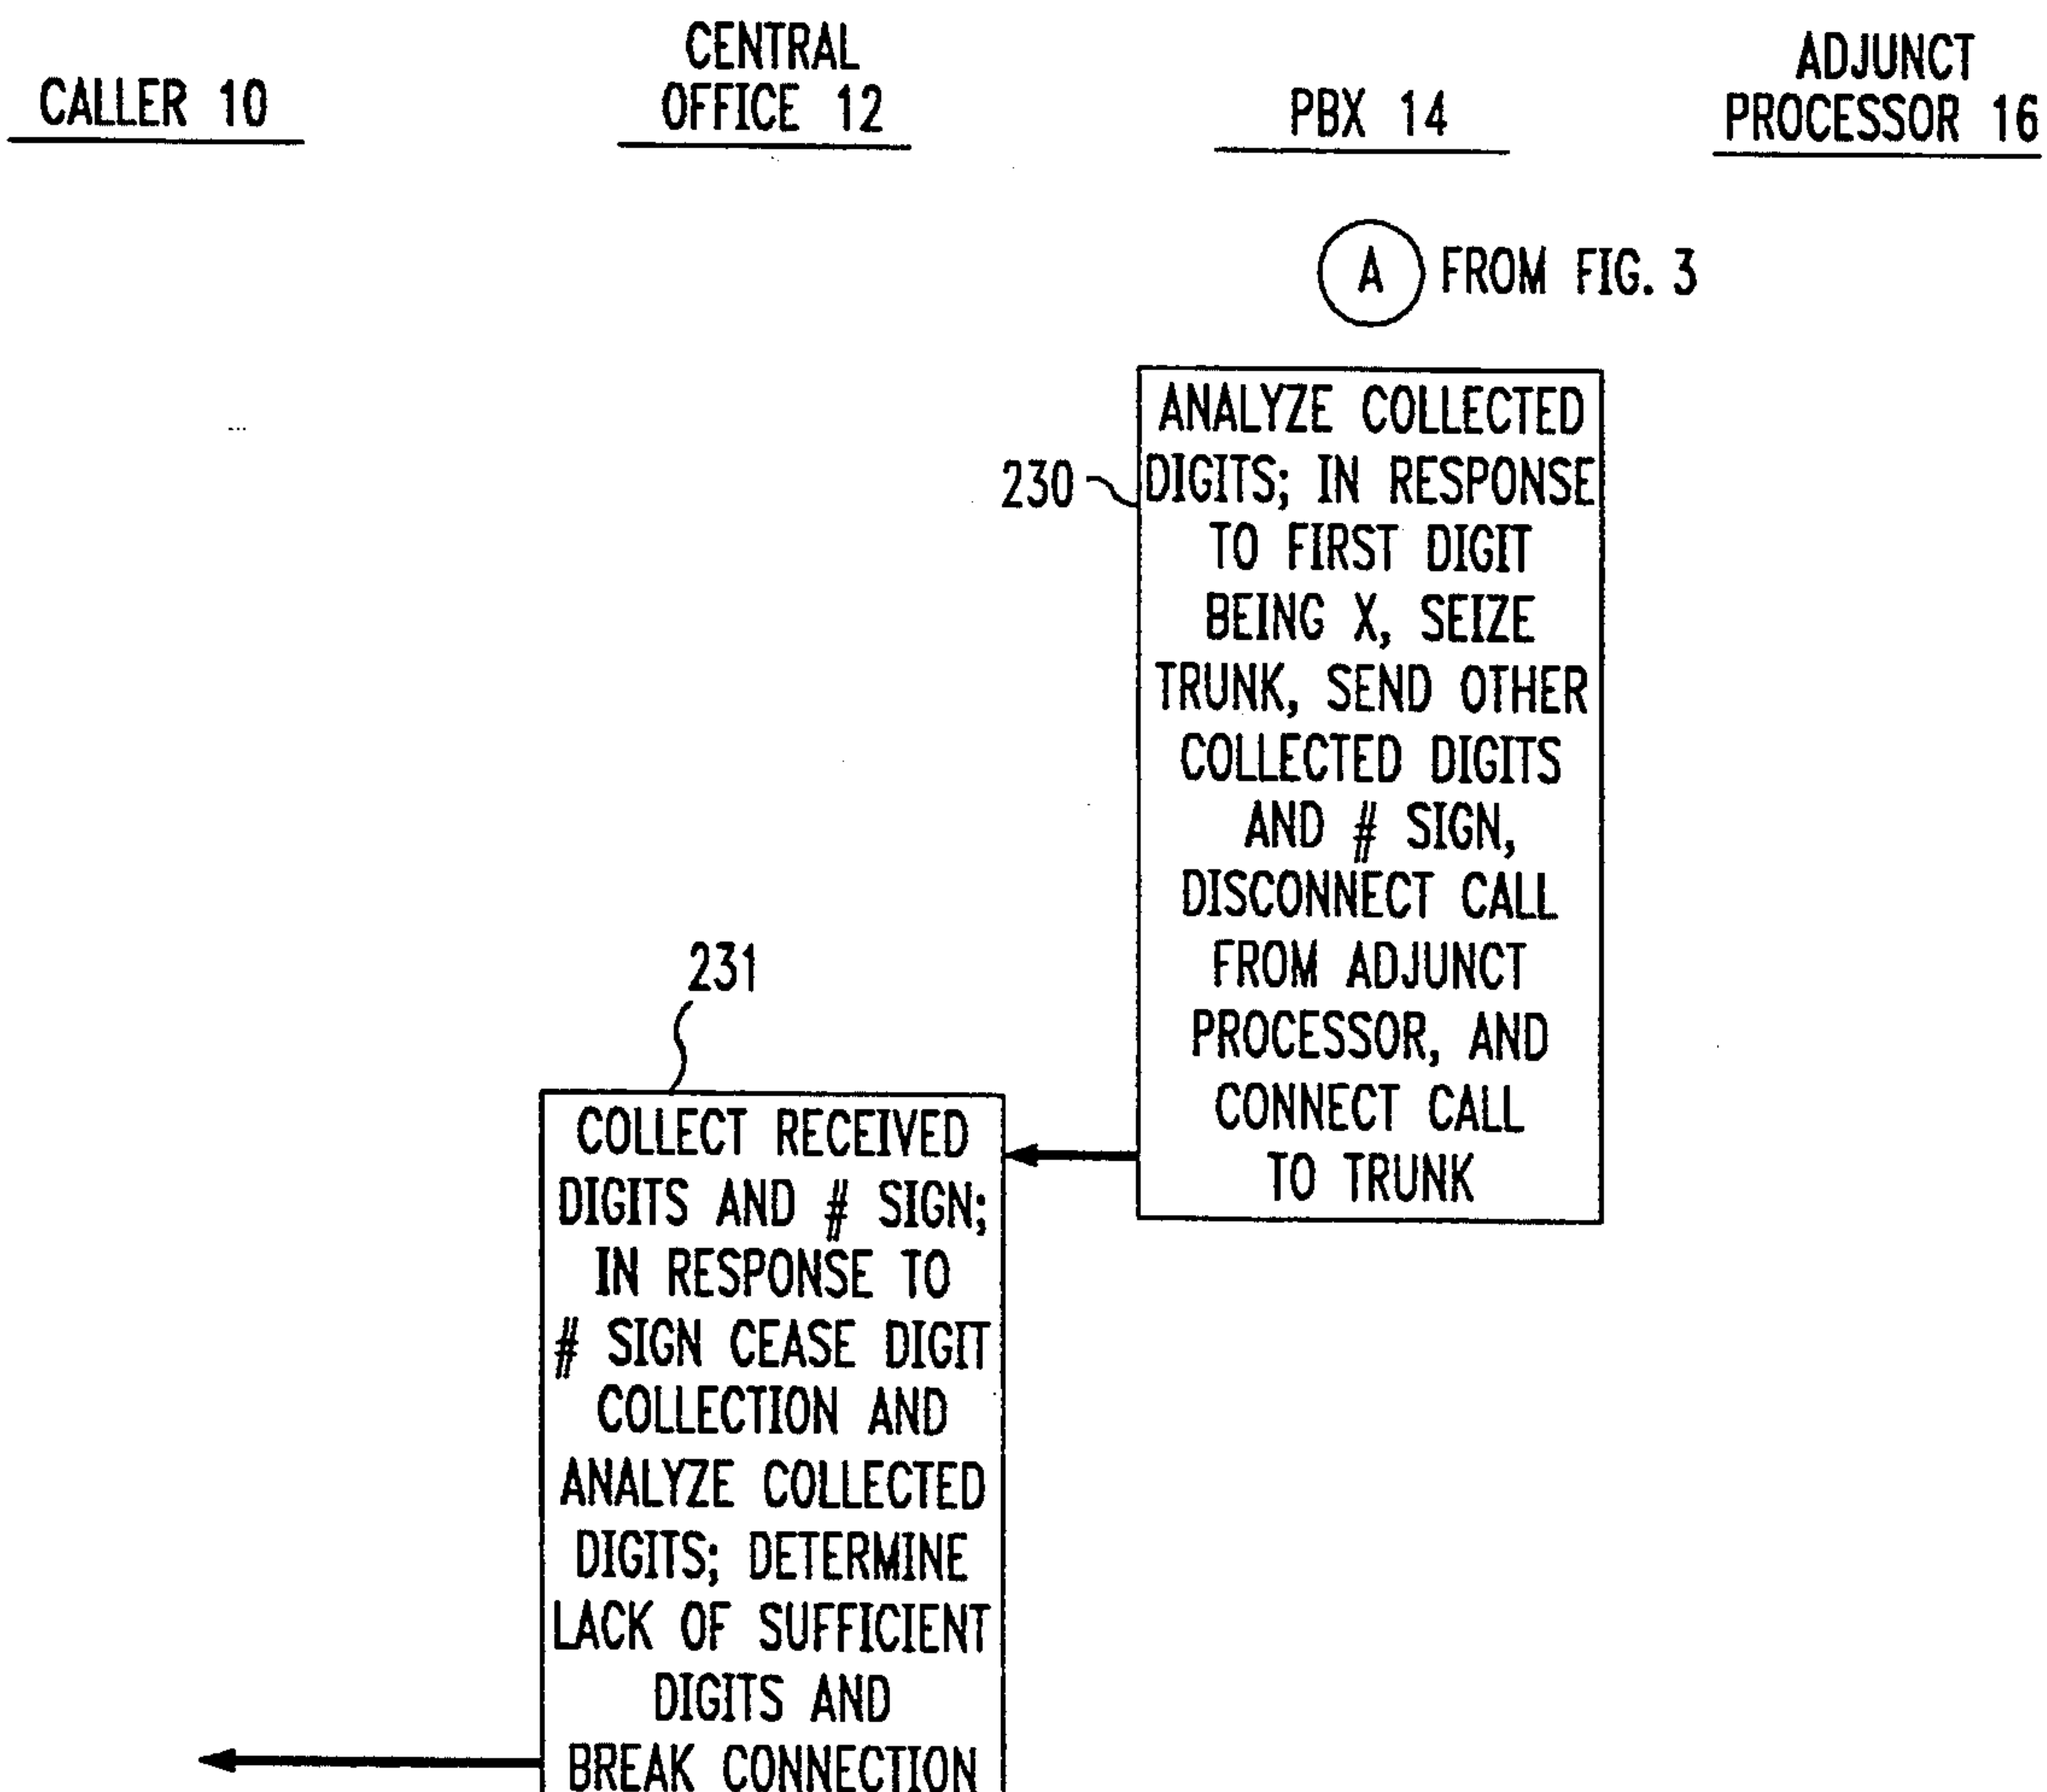 CALLER 10
CENTRAL
OFFICE 12
PBX 14
ADJUNCT
PROCESSOR 16
A FROM FIG. 3
230
ANALYZE COLLECTED
DIGITS; IN RESPONSE
TO FIRST DIGIT
BEING X, SEIZE
TRUNK, SEND OTHER
COLLECTED DIGITS
AND # SIGN,
DISCONNECT CALL
FROM ADJUNCT
PROCESSOR, AND
CONNECT CALL
TO TRUNK
231
COLLECT RECEIVED
DIGITS AND # SIGN;
IN RESPONSE TO
# SIGN CEASE DIGIT
COLLECTION AND
ANALYZE COLLECTED
DIGITS; DETERMINE
LACK OF SUFFICIENT
DIGITS AND
BREAK CONNECTION